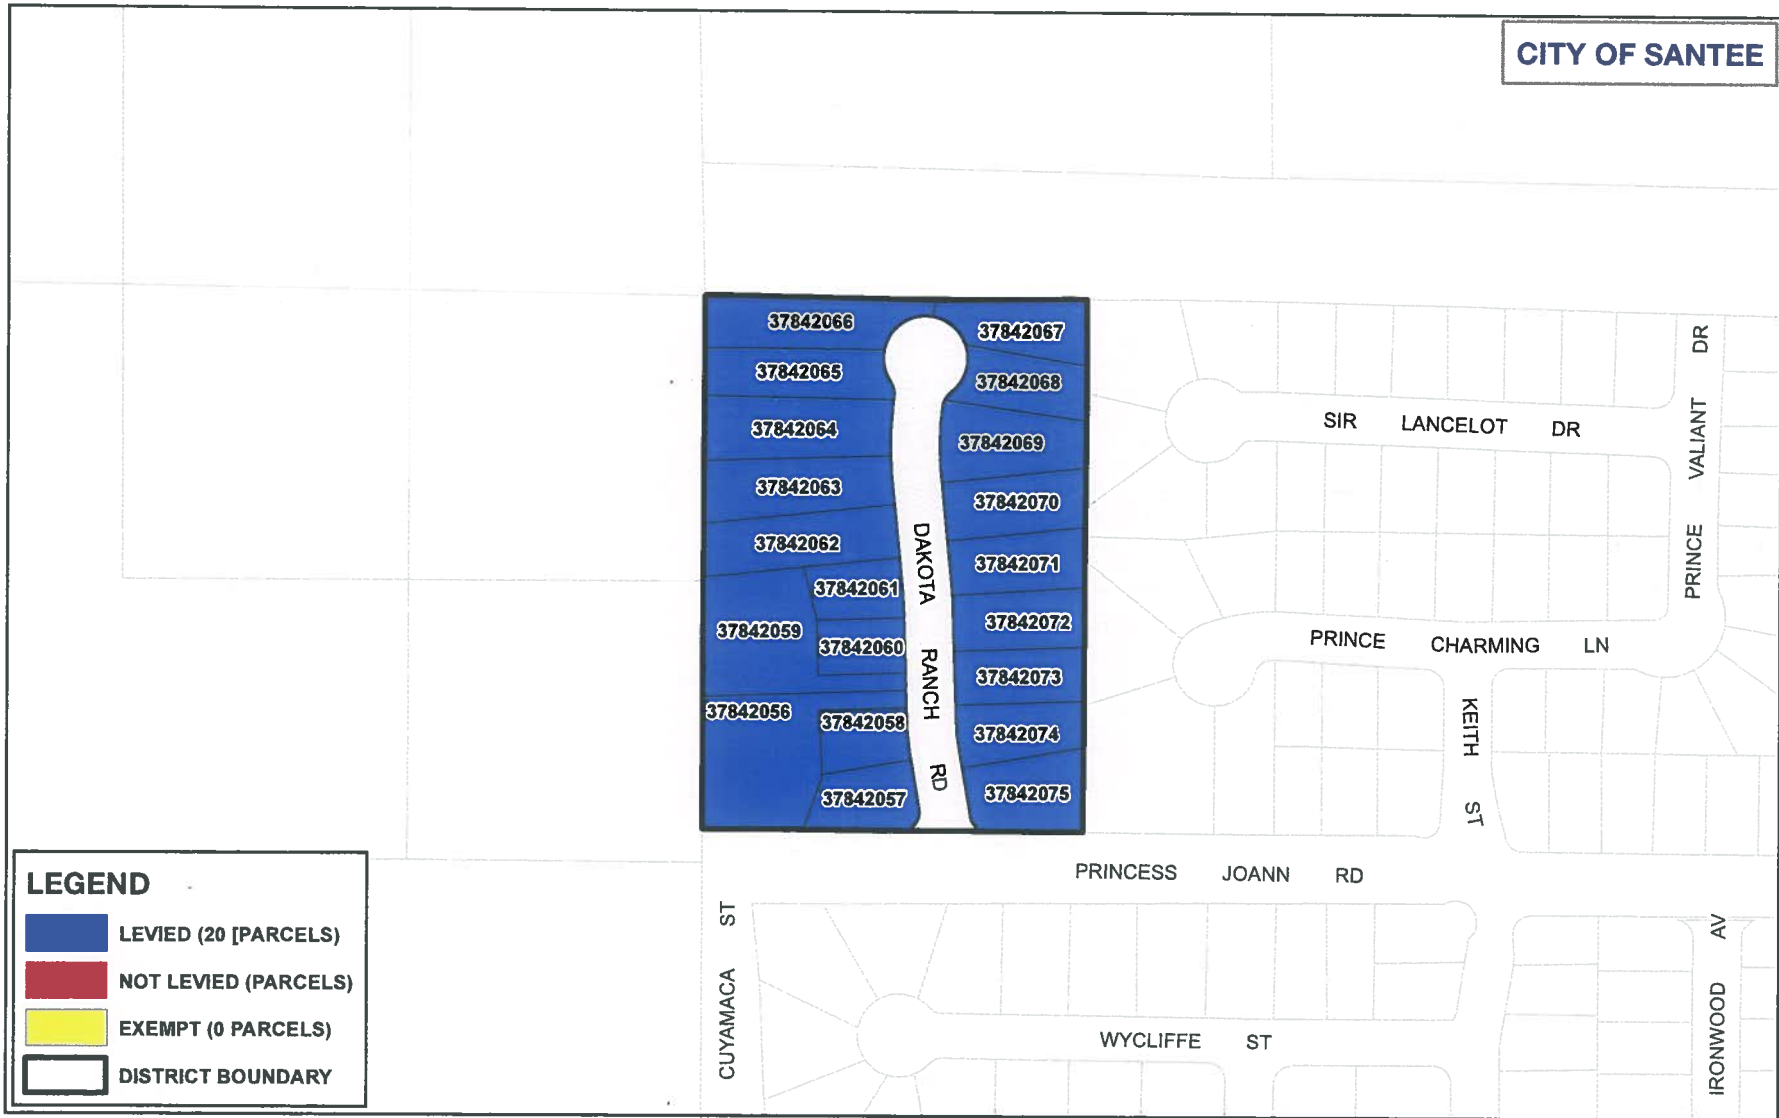 CITY OF SANTEE
37842066
37842067
37842065
37842068
37842064
37842069
37842063
37842070
37842062
37842071
37842061
37842059
37842072
37842060
37842073
37842056
37842058
37842074
37842057
37842075
DAKOTA RANCH RD
SIR LANCELOT DR
PRINCE VALIANT DR
PRINCE CHARMING LN
KEITH ST
PRINCESS JOANN RD
CUYAMACA ST
WYCLIFFE ST
IRONWOOD AV
LEGEND
LEVIED (20 [PARCELS)
NOT LEVIED (PARCELS)
EXEMPT (0 PARCELS)
DISTRICT BOUNDARY